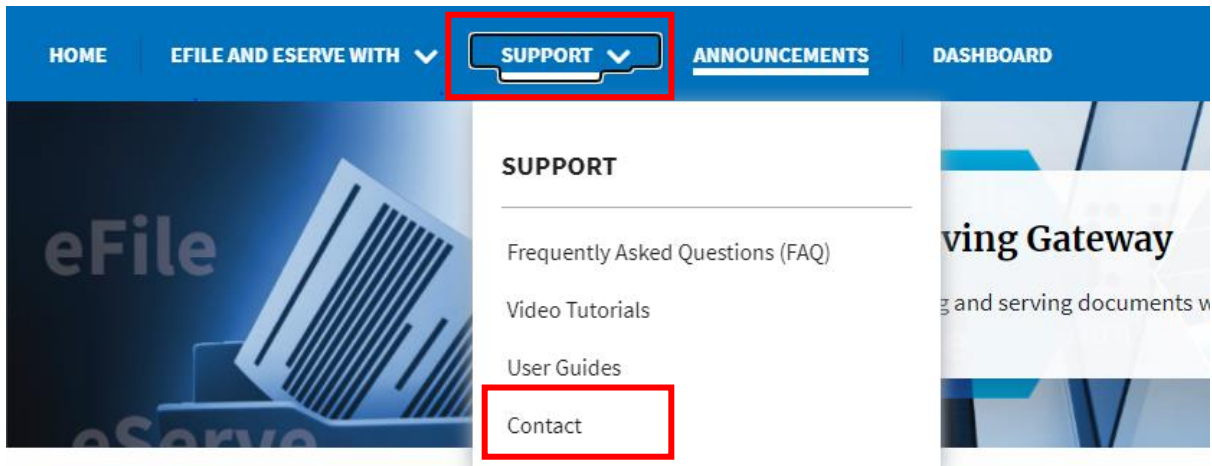 HOME EFILE AND ESERVE WITH SUPPORT ANNOUNCEMENTS DASHBOARD
SUPPORT
Frequently Asked Questions (FAQ)
Video Tutorials
User Guides
Contact
eFile
eServe
ving Gateway
and serving documents w